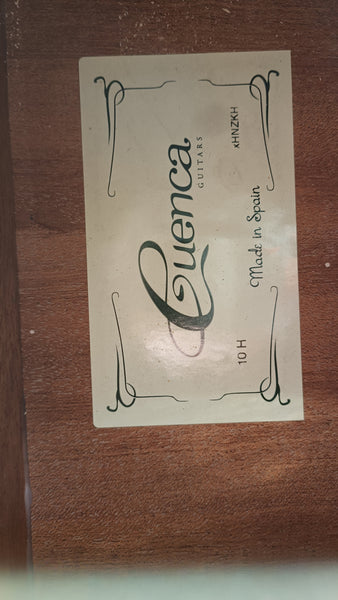 Cuenca
GUITARS
10 H
xHNZKH
Made in Spain